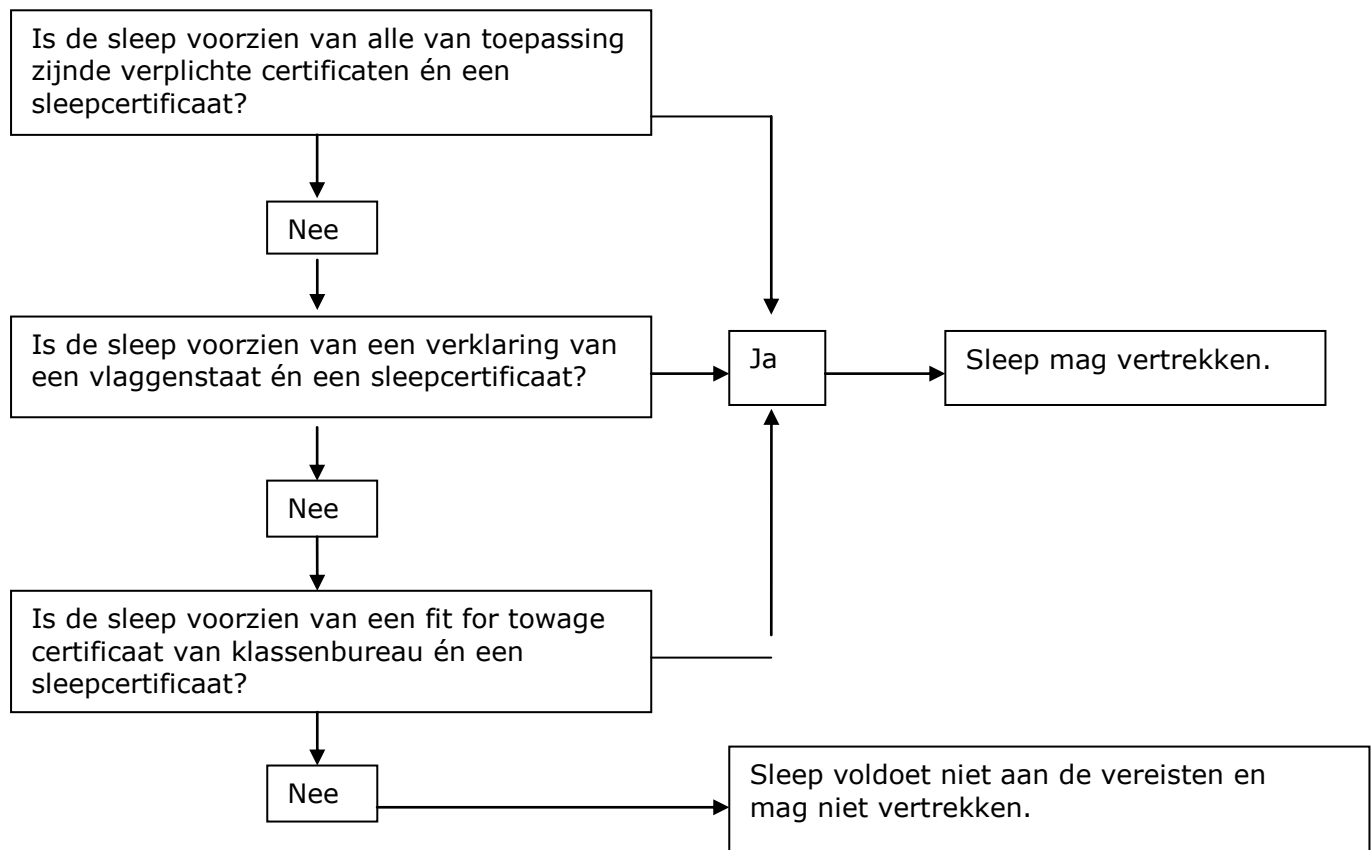 Is de sleep voorzien van alle van toepassing
zijnde verplichte certificaten én een
sleepcertificaat?
Nee
Is de sleep voorzien van een verklaring van
een vlaggenstaat én een sleepcertificaat?
Ja
Sleep mag vertrekken.
Nee
Is de sleep voorzien van een fit for towage
certificaat van klassenbureau én een
sleepcertificaat?
Nee
Sleep voldoet niet aan de vereisten en
mag niet vertrekken.